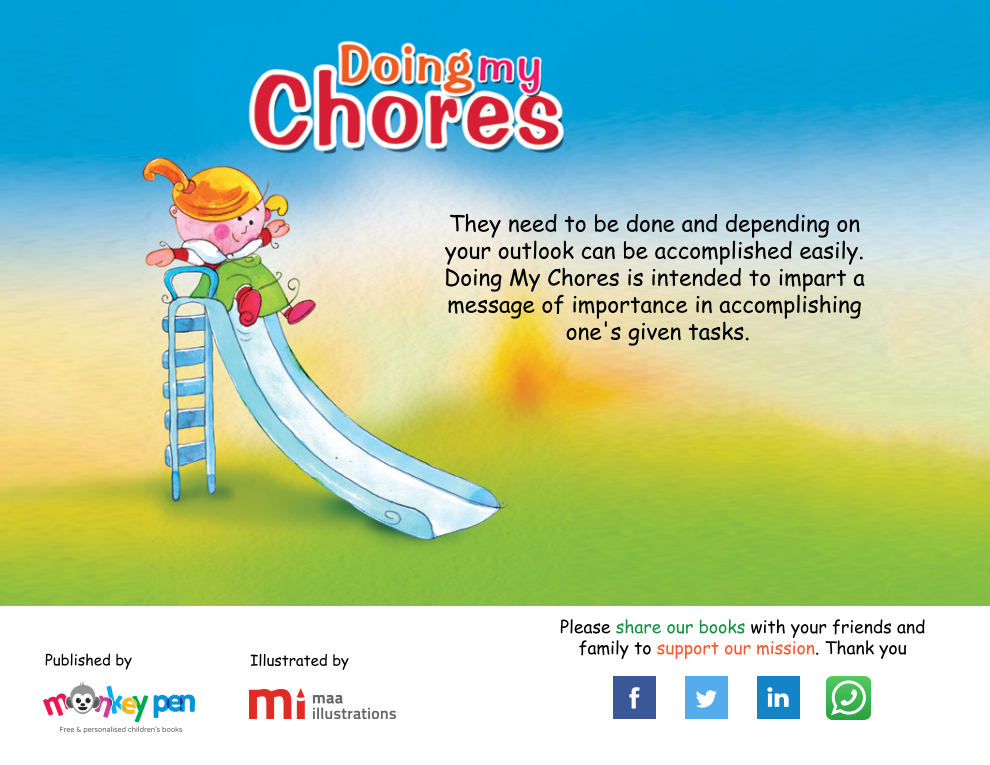 Doing my
Chores
They need to be done and depending on
your outlook can be accomplished easily.
Doing My Chores is intended to impart a
message of importance in accomplishing
one's given tasks.
Please share our books with your friends and
family to support our mission. Thank you
Published by
monkey pen
Free & personalised children's books
Illustrated by
mi maa
illustrations
f
in